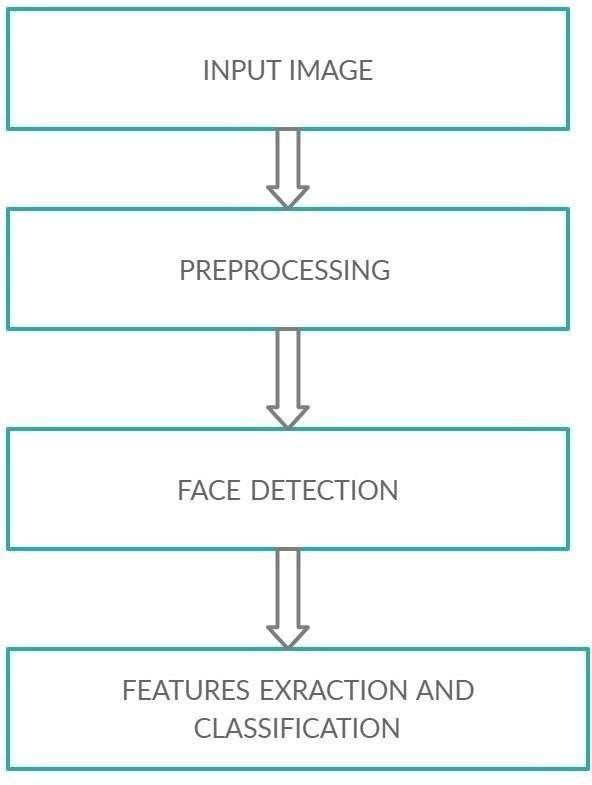 INPUT IMAGE
PREPROCESSING
FACE DETECTION
FEATURES EXRACTION AND
CLASSIFICATION